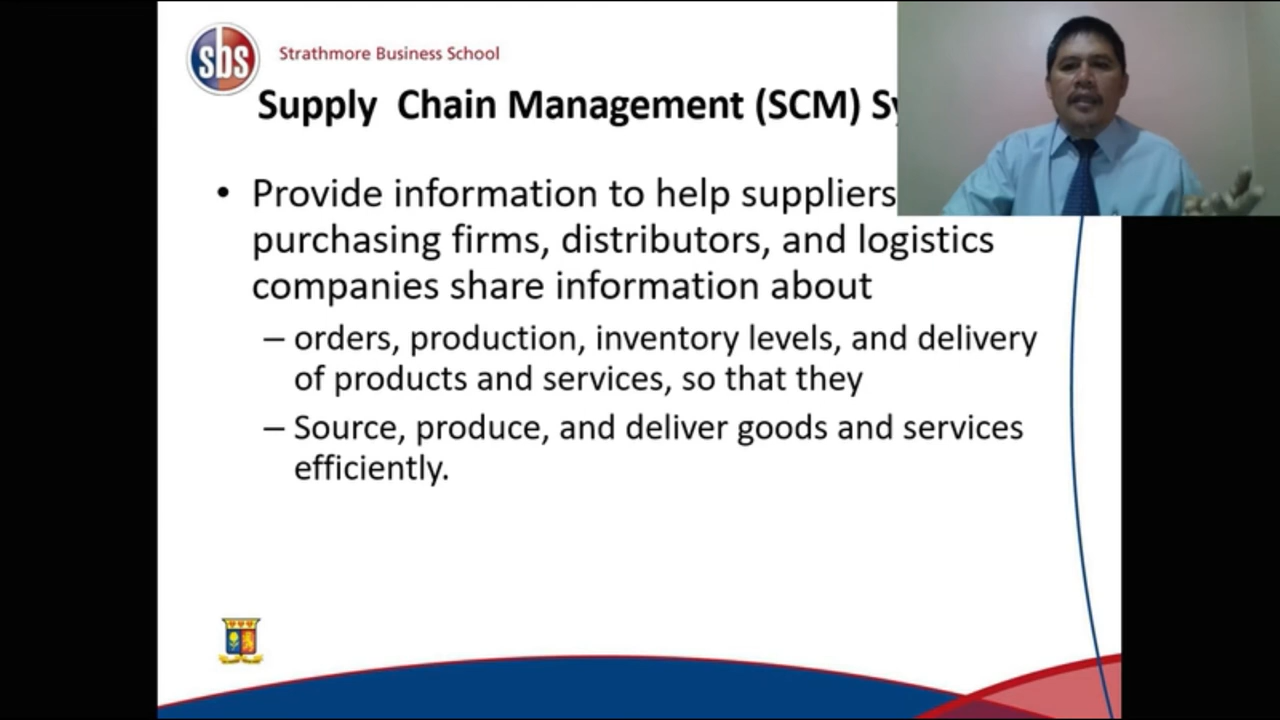 sbs
Strathmore Business School
Supply Chain Management (SCM) Sy
• Provide information to help suppliers
purchasing firms, distributors, and logistics
companies share information about
– orders, production, inventory levels, and delivery
of products and services, so that they
– Source, produce, and deliver goods and services
efficiently.